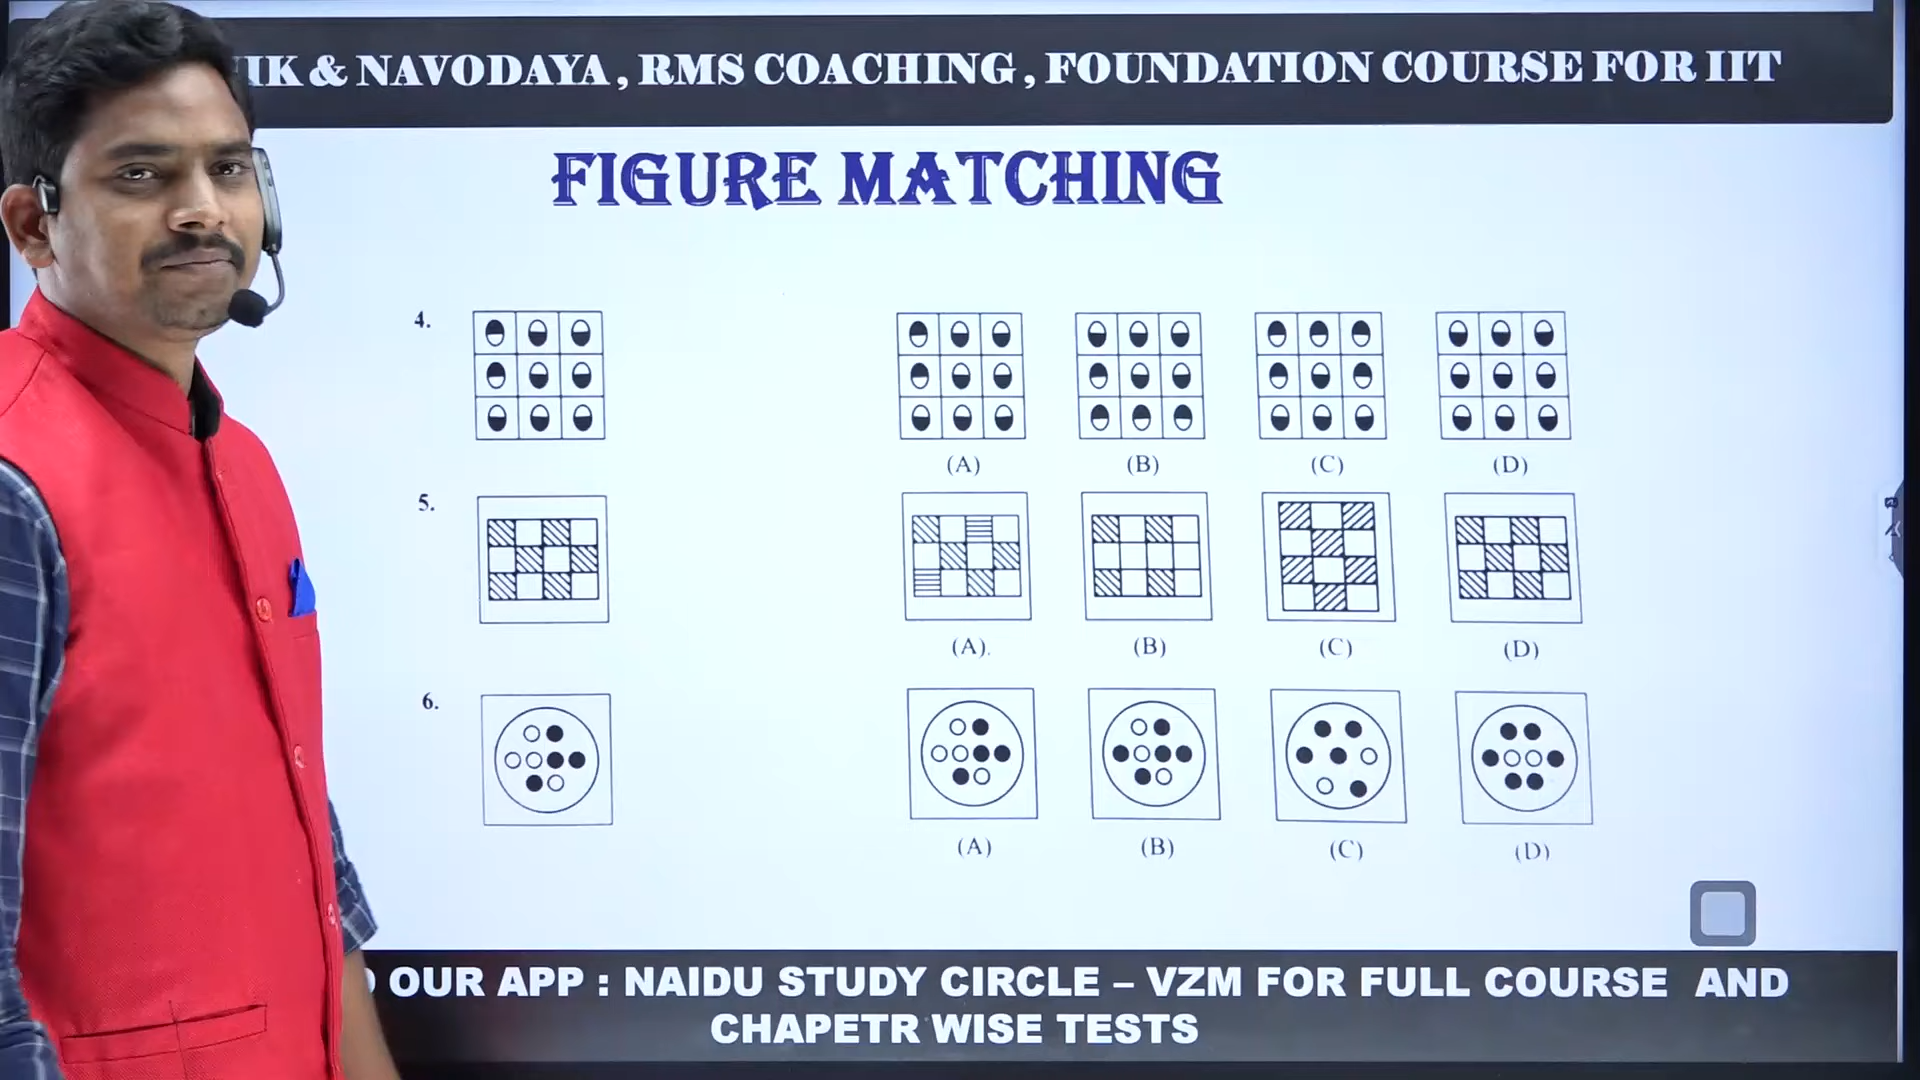 IK & NAVODAYA , RMS COACHING , FOUNDATION COURSE FOR IIT
FIGURE MATCHING
4.
(A) (B) (C) (D)
5.
(A). (B) (C) (D)
6.
(A) (B) (C) (D)
OUR APP : NAIDU STUDY CIRCLE – VZM FOR FULL COURSE AND
CHAPETR WISE TESTS